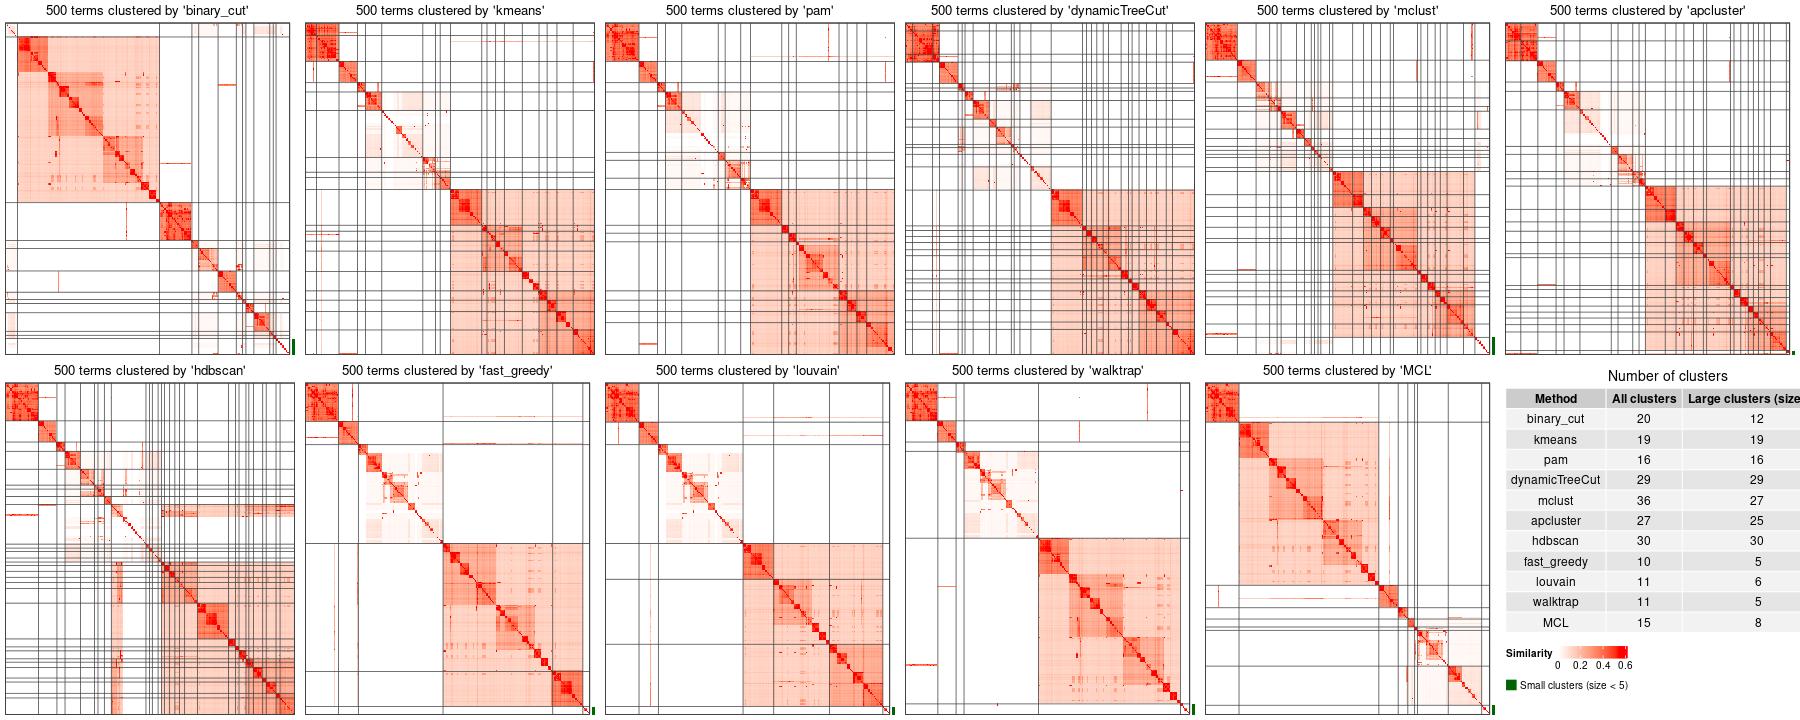 500 terms clustered by 'binary_cut'
500 terms clustered by 'kmeans'
500 terms clustered by 'pam'
500 terms clustered by 'dynamicTreeCut'
500 terms clustered by 'mclust'
500 terms clustered by 'apcluster'
500 terms clustered by 'hdbscan'
500 terms clustered by 'fast_greedy'
500 terms clustered by 'louvain'
500 terms clustered by 'walktrap'
500 terms clustered by 'MCL'
Number of clusters
Method All clusters Large clusters (size
binary_cut 20 12
kmeans 19 19
pam 16 16
dynamicTreeCut 29 29
mclust 36 27
apcluster 27 25
hdbscan 30 30
fast_greedy 10 5
louvain 11 6
walktrap 11 5
MCL 15 8
Similarity
0 0.2 0.4 0.6
Small clusters (size < 5)